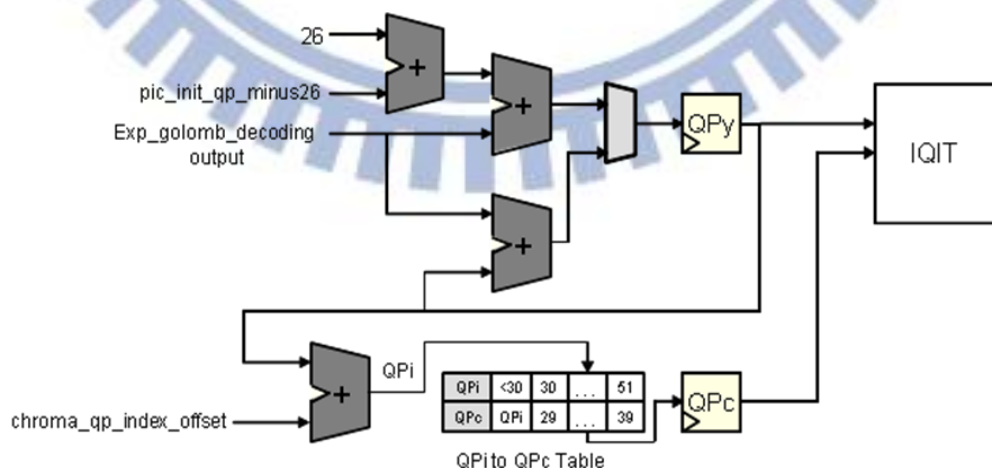 26
+
pic_init_qp_minus26
+
Exp_golomb_decoding
output
QPy
IQIT
+
QPi
+
chroma_qp_index_offset
QPi <30 30 ... 51
QPc QPi 29 ... 39
QPc
QPi to QPc Table